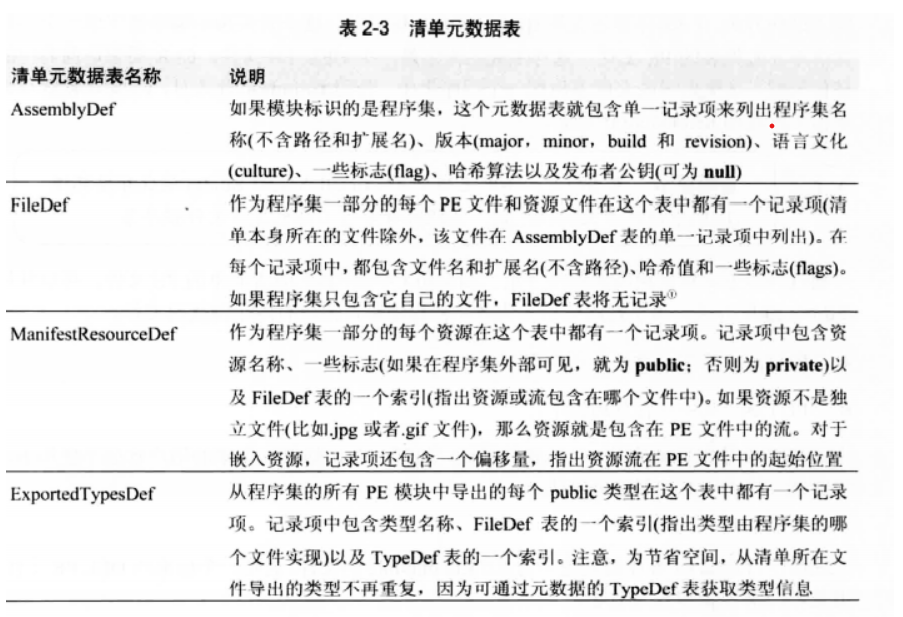 表 2-3 清单元数据表
清单元数据表名称 说明
AssemblyDef 如果模块标识的是程序集，这个元数据表就包含单一记录项来列出程序集名
称(不含路径和扩展名)、版本(major，minor，build 和 revision)、语言文化
(culture)、一些标志(flag)、哈希算法以及发布者公钥(可为 null)
FileDef 作为程序集一部分的每个 PE 文件和资源文件在这个表中都有一个记录项(清
单本身所在的文件除外，该文件在 AssemblyDef 表的单一记录项中列出)。在
每个记录项中，都包含文件名和扩展名(不含路径)、哈希值和一些标志(flags)。
如果程序集只包含它自己的文件，FileDef 表将无记录①
ManifestResourceDef 作为程序集一部分的每个资源在这个表中都有一个记录项。记录项中包含资
源名称、一些标志(如果在程序集外部可见，就为 public；否则为 private)以
及 FileDef 表的一个索引(指出资源或流包含在哪个文件中)。如果资源不是独
立文件(比如.jpg 或者.gif 文件)，那么资源就是包含在 PE 文件中的流。对于
嵌入资源，记录项还包含一个偏移量，指出资源流在 PE 文件中的起始位置
ExportedTypesDef 从程序集的所有 PE 模块中导出的每个 public 类型在这个表中都有一个记录
项。记录项中包含类型名称、FileDef 表的一个索引(指出类型由程序集的哪
个文件实现)以及 TypeDef 表的一个索引。注意，为节省空间，从清单所在文
件导出的类型不再重复，因为可通过元数据的 TypeDef 表获取类型信息